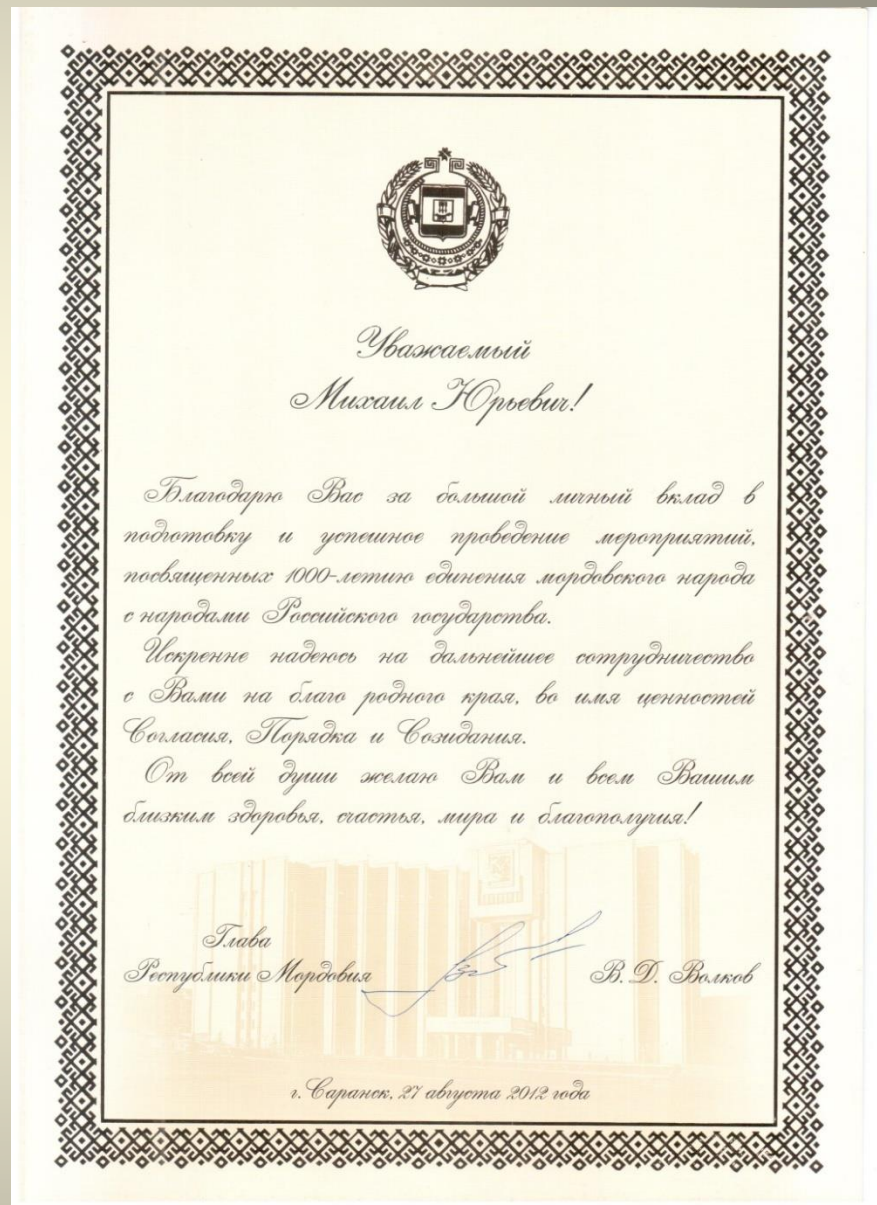 Уважаемый
Михаил Юрьевич!
Благодарю Вас за большой личный вклад в
подготовку и успешное проведение мероприятий,
посвященных 1000-летию единения мордовского народа
с народами Российского государства.
Искренне надеюсь на дальнейшее сотрудничество
с Вами на благо родного края, во имя ценностей
Согласия, Порядка и Созидания.
От всей души желаю Вам и всем Вашим
близким здоровья, счастья, мира и благополучия!
Глава
Республики Мордовия В. Д. Волков
г. Саранск, 27 августа 2012 года